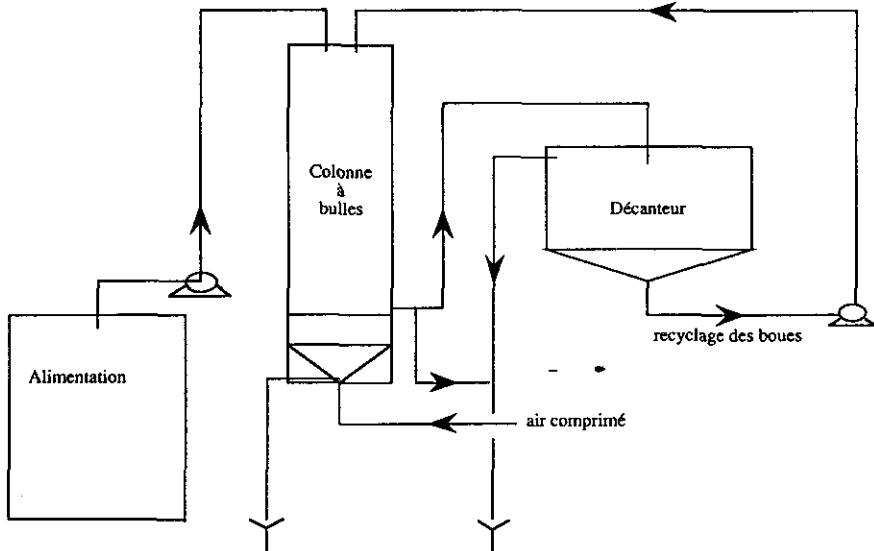 Colonne
à
bulles
Décanteur
recyclage des boues
Alimentation
air comprimé